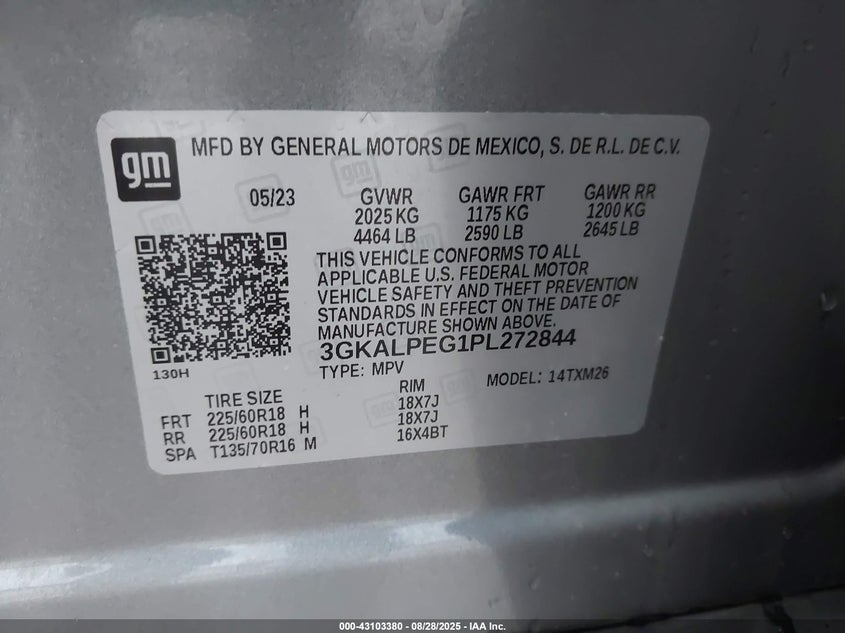 gm
MFD BY GENERAL MOTORS DE MEXICO, S. DE R.L. DE C.V.
05/23 GVWR GAWR FRT GAWR RR
2025 KG 1175 KG 1200 KG
4464 LB 2590 LB 2645 LB
THIS VEHICLE CONFORMS TO ALL
APPLICABLE U.S. FEDERAL MOTOR
VEHICLE SAFETY AND THEFT PREVENTION
STANDARDS IN EFFECT ON THE DATE OF
MANUFACTURE SHOWN ABOVE.
3GKALPEG1PL272844
130H
TYPE: MPV MODEL: 14TXM26
TIRE SIZE RIM
FRT 225/60R18 H 18X7J
RR 225/60R18 H 18X7J
SPA T135/70R16 M 16X4BT
000-43103380 - 08/28/2025 - IAA Inc.